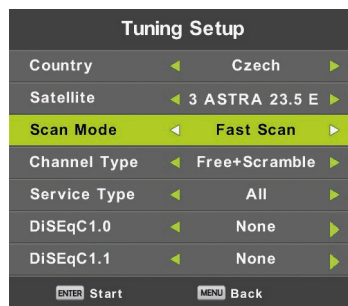 Tuning Setup
Country Czech
Satellite 3 ASTRA 23.5 E
Scan Mode Fast Scan
Channel Type Free+Scramble
Service Type All
DiSEqC1.0 None
DiSEqC1.1 None
ENTER Start MENU Back